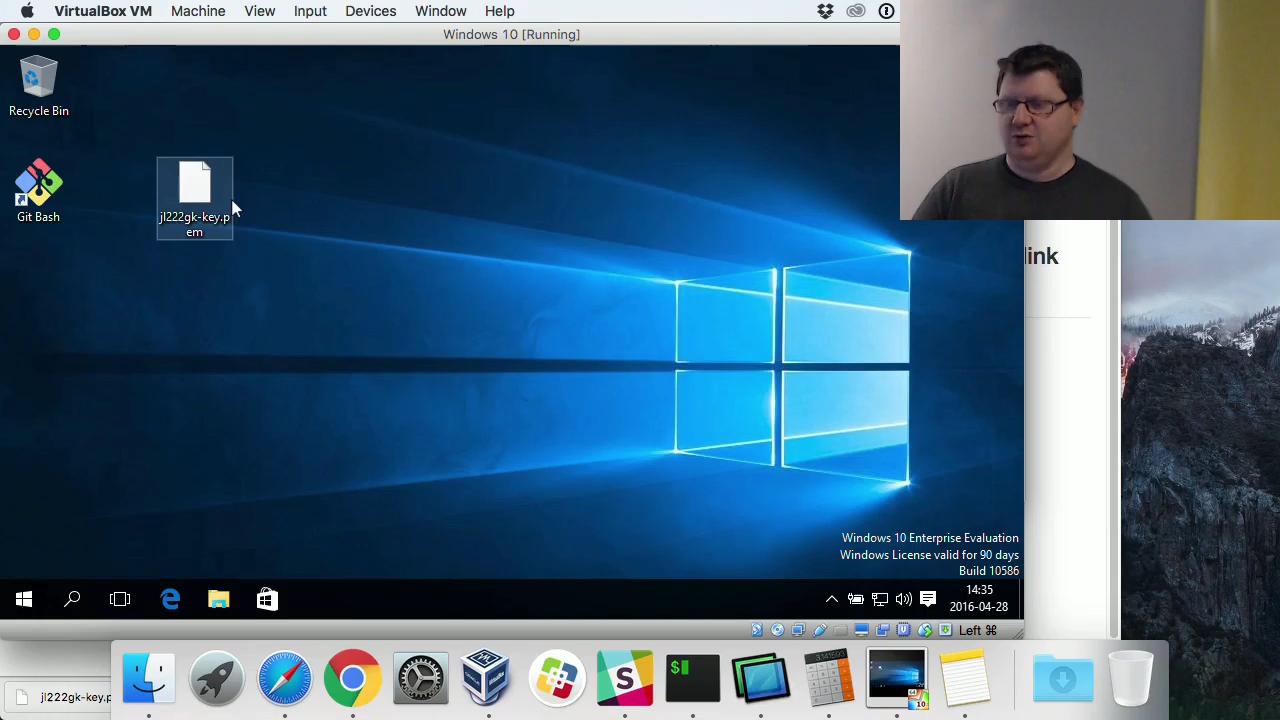 VirtualBox VM Machine View Input Devices Window Help
Windows 10 [Running]
Recycle Bin
Git Bash
jl222gk-key.p
em
link
Windows 10 Enterprise Evaluation
Windows License valid for 90 days
Build 10586
14:35
2016-04-28
Left ⌘
jl222gk-key.p